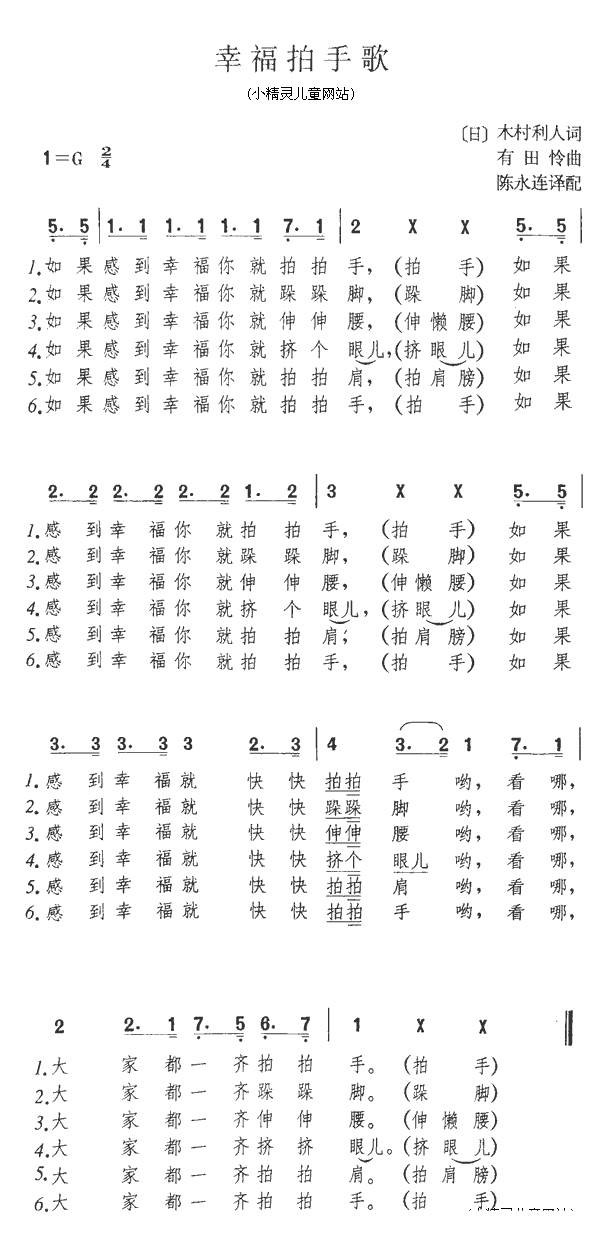 幸福拍手歌
(小精灵儿童网站)
〔日〕木村利人词
1=G 2/4 有田怜曲
陈永连译配
5. 5 | 1. 1 1. 1 1. 1 7. 1 | 2 X X 5. 5
1.如果感到幸福你就拍拍手，(拍手)如果
2.如果感到幸福你就跺跺脚，(跺脚)如果
3.如果感到幸福你就伸伸腰，(伸懒腰)如果
4.如果感到幸福你就挤个眼儿，(挤眼儿)如果
5.如果感到幸福你就拍拍肩，(拍肩膀)如果
6.如果感到幸福你就拍拍手，(拍手)如果
2. 2 2. 2 2. 2 1. 2 | 3 X X 5. 5
1.感到幸福你就拍拍手，(拍手)如果
2.感到幸福你就跺跺脚，(跺脚)如果
3.感到幸福你就伸伸腰，(伸懒腰)如果
4.感到幸福你就挤个眼儿，(挤眼儿)如果
5.感到幸福你就拍拍肩；(拍肩膀)如果
6.感到幸福你就拍拍手，(拍手)如果
3. 3 3. 3 3 2. 3 | 4 3. 2 1 7. 1
1.感到幸福就快快拍拍手哟，看哪，
2.感到幸福就快快跺跺脚哟，看哪，
3.感到幸福就快快伸伸腰哟，看哪，
4.感到幸福就快快挤个眼儿哟，看哪，
5.感到幸福就快快拍拍肩哟，看哪，
6.感到幸福就快快拍拍手哟，看哪，
2 2. 1 7. 5 6. 7 | 1 X X
1.大家都一齐拍拍手。(拍手)
2.大家都一齐跺跺脚。(跺脚)
3.大家都一齐伸伸腰。(伸懒腰)
4.大家都一齐挤挤眼儿。(挤眼儿)
5.大家都一齐拍拍肩。(拍肩膀)
6.大家都一齐拍拍手。(拍手)
(小精灵儿童网站)